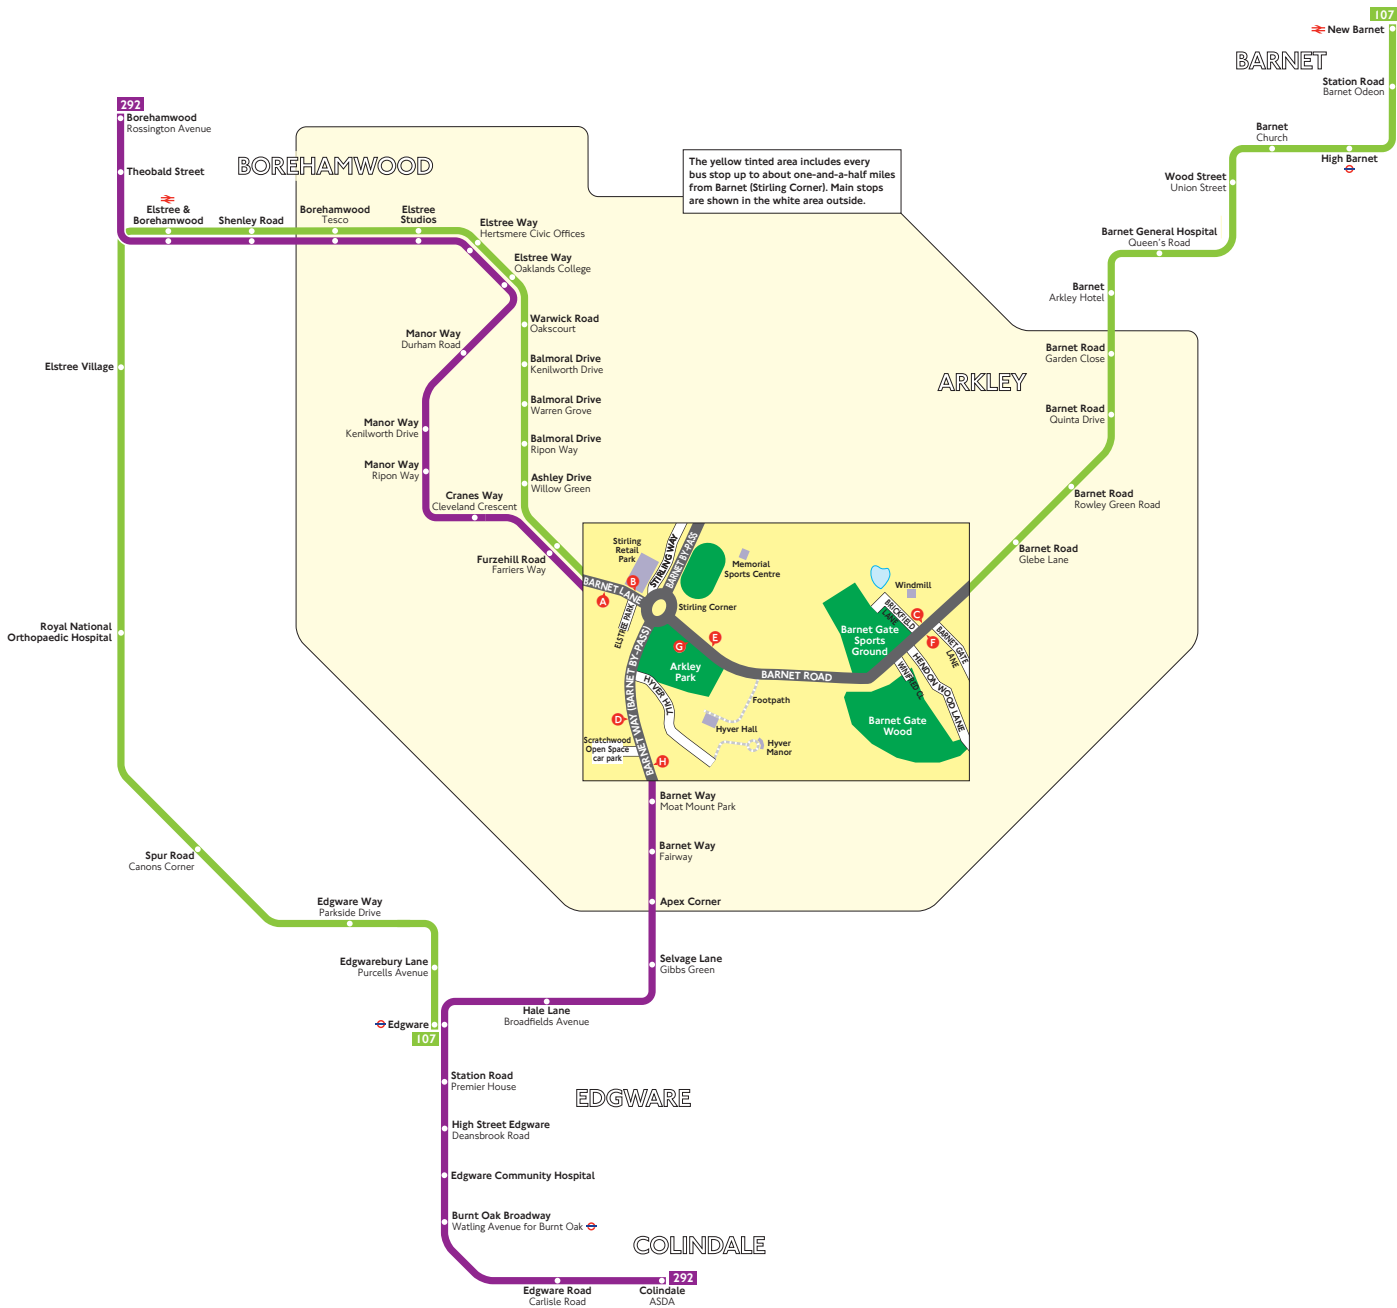 107
New Barnet
BARNET
Station Road
Barnet Odeon
292
Borehamwood
Rossington Avenue
Barnet
Church
High Barnet
BOREHAMWOOD
The yellow tinted area includes every
bus stop up to about one-and-a-half miles
from Barnet (Stirling Corner). Main stops
are shown in the white area outside.
Theobald Street
Wood Street
Union Street
Elstree &
Borehamwood
Shenley Road
Borehamwood
Tesco
Elstree
Studios
Elstree Way
Hertsmere Civic Offices
Barnet General Hospital
Queen's Road
Elstree Way
Oaklands College
Barnet
Arkley Hotel
Warwick Road
Oakscourt
Manor Way
Durham Road
Barnet Road
Garden Close
Elstree Village
Balmoral Drive
Kenilworth Drive
ARKLEY
Balmoral Drive
Warren Grove
Barnet Road
Quinta Drive
Manor Way
Kenilworth Drive
Balmoral Drive
Ripon Way
Manor Way
Ripon Way
Ashley Drive
Willow Green
Cranes Way
Cleveland Crescent
Barnet Road
Rowley Green Road
Furzehill Road
Farriers Way
Barnet Road
Glebe Lane
Stirling
Retail
Park
STIRLING WAY
BARNET BY-PASS
Memorial
Sports Centre
BARNET LANE
B
A
Windmill
Stirling Corner
ELSTREE PARK
BRICKFIELD
LANE
C
BARNET GATE
LANE
F
E
G
Barnet Gate
Sports
Ground
Arkley
Park
BARNET WAY (BARNET BY-PASS)
HYVER HILL
BARNET ROAD
WINIFRED CL
HENDON WOOD LANE
Footpath
D
Hyver Hall
Barnet Gate
Wood
Scratchwood
Open Space
car park
Hyver
Manor
H
Royal National
Orthopaedic Hospital
Barnet Way
Moat Mount Park
Barnet Way
Fairway
Spur Road
Canons Corner
Apex Corner
Edgware Way
Parkside Drive
Edgwarebury Lane
Purcells Avenue
Selvage Lane
Gibbs Green
Hale Lane
Broadfields Avenue
Edgware
107
Station Road
Premier House
EDGWARE
High Street Edgware
Deansbrook Road
Edgware Community Hospital
Burnt Oak Broadway
Watling Avenue for Burnt Oak
COLINDALE
292
Edgware Road
Carlisle Road
Colindale
ASDA